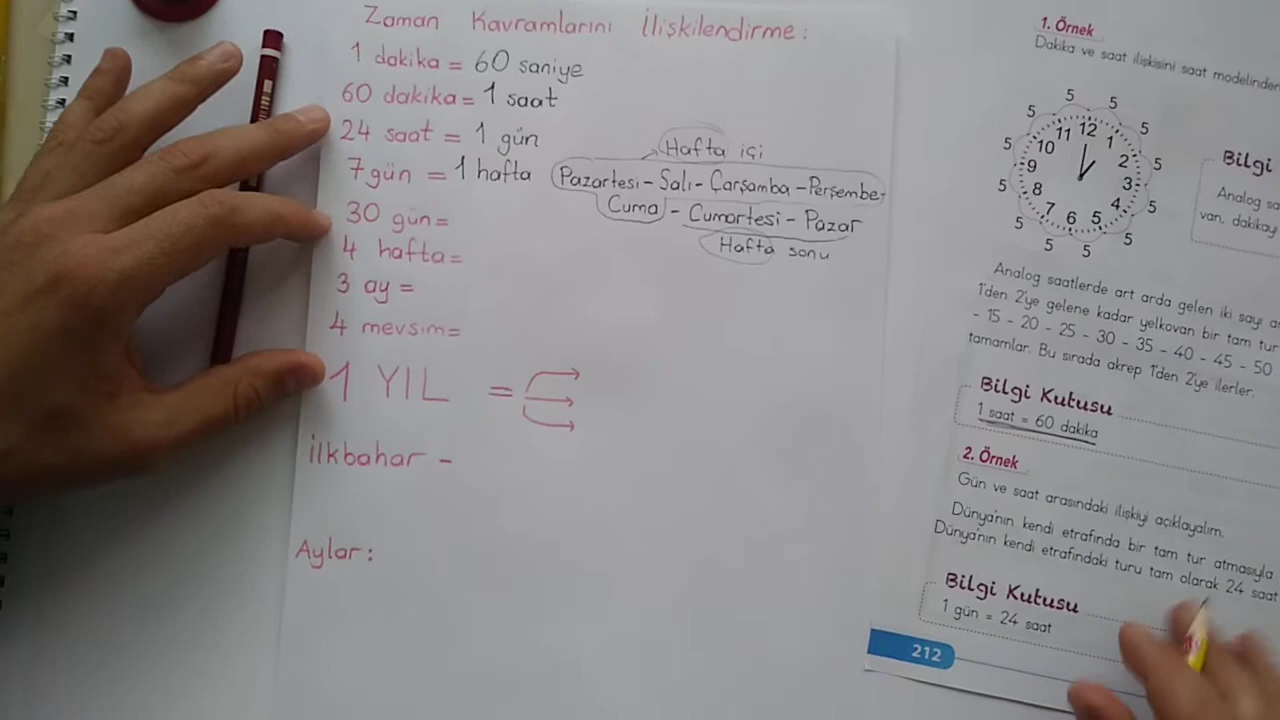 Zaman Kavramlarını İlişkilendirme:
1 dakika = 60 saniye
60 dakika = 1 saat
24 saat = 1 gün
7 gün = 1 hafta
30 gün =
4 hafta =
3 ay =
4 mevsim =
1 YIL =
İlkbahar -
Aylar:
Hafta içi
Pazartesi - Salı - Çarşamba - Perşembe -
Cuma - Cumartesi - Pazar
Hafta sonu
1. Örnek
Dakika ve saat ilişkisini saat modelinden
5 5 5 5 5 5 5 5 5 5 5 5
12 1 2 3 4 5 6 7 8 9 10 11
Bilgi
Analog sa
van, dakikayı
Analog saatlerde art arda gelen iki sayı a
1'den 2'ye gelene kadar yelkovan bir tam tur
- 15 - 20 - 25 - 30 - 35 - 40 - 45 - 50
tamamlar. Bu sırada akrep 1'den 2'ye ilerler.
Bilgi Kutusu
1 saat = 60 dakika
2. Örnek
Gün ve saat arasındaki ilişkiyi açıklayalım.
Dünya'nın kendi etrafında bir tam tur atmasıyla
Dünya'nın kendi etrafındaki turu tam olarak 24 saat
Bilgi Kutusu
1 gün = 24 saat
212